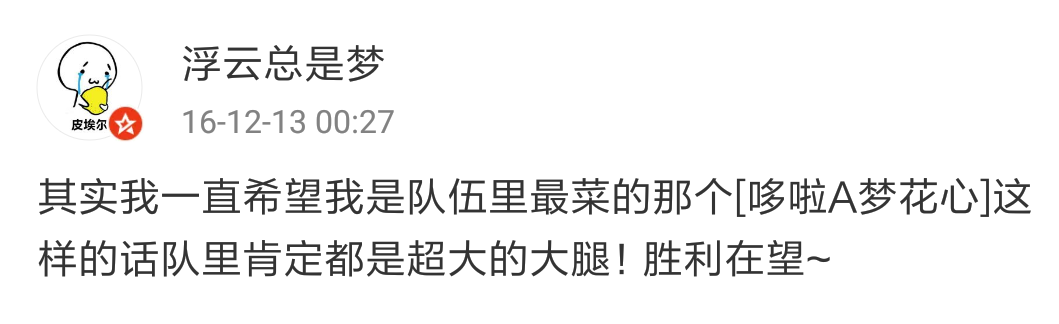 浮云总是梦
皮埃尔
16-12-13 00:27
其实我一直希望我是队伍里最菜的那个[哆啦A梦花心]这
样的话队里肯定都是超大的大腿！胜利在望~